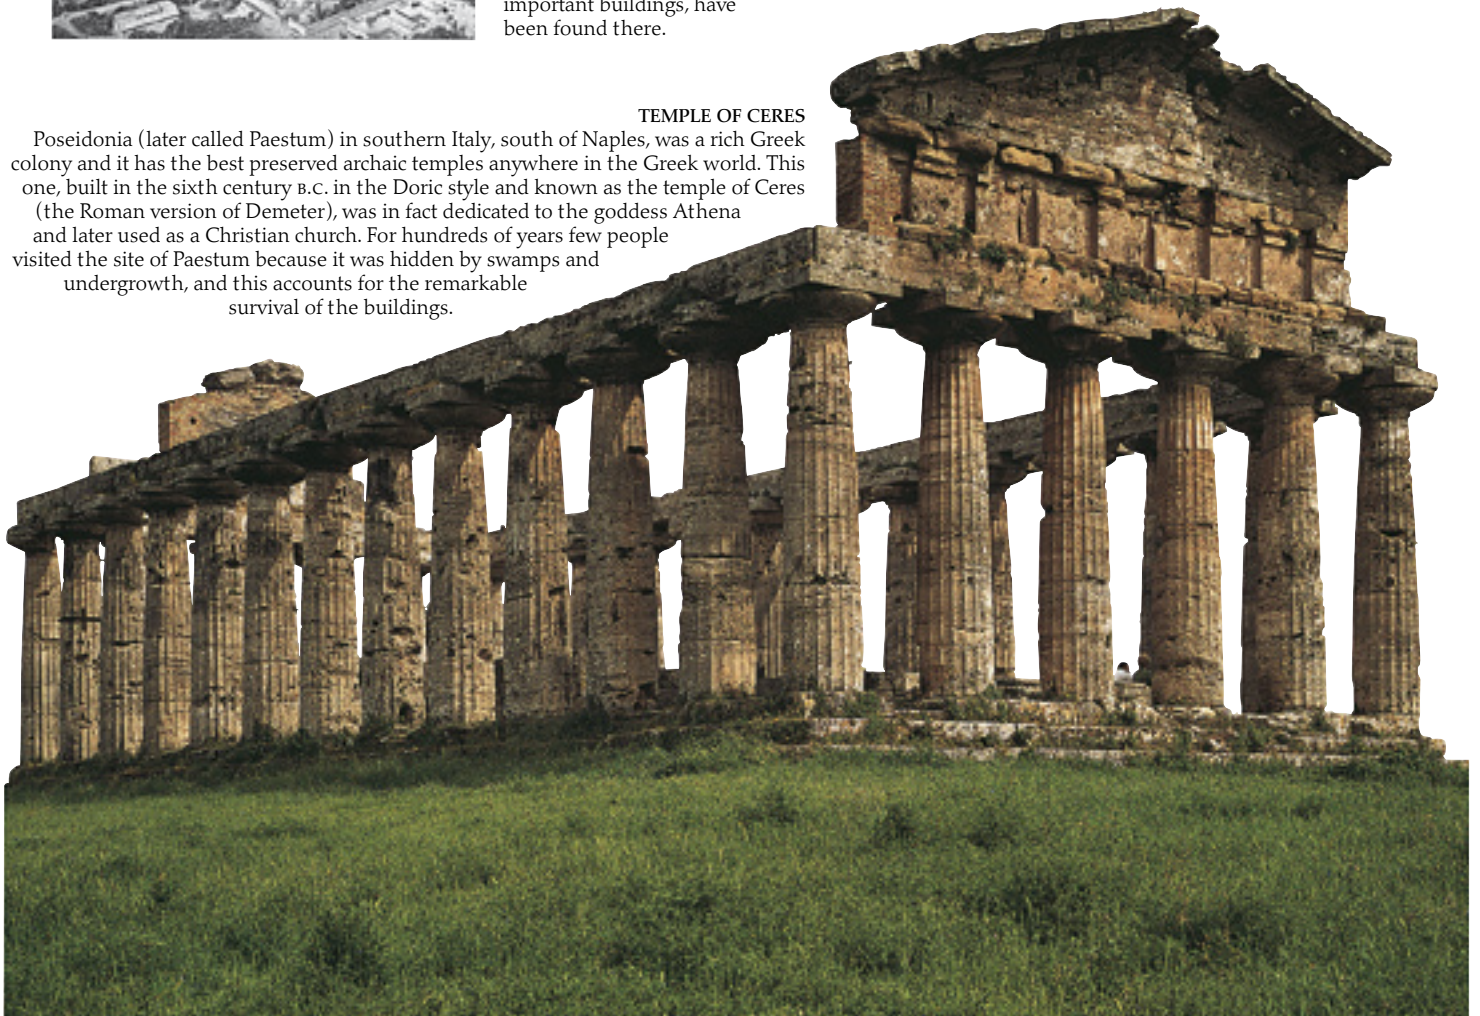 important buildings, have
been found there.
TEMPLE OF CERES
Poseidonia (later called Paestum) in southern Italy, south of Naples, was a rich Greek
colony and it has the best preserved archaic temples anywhere in the Greek world. This
one, built in the sixth century B.C. in the Doric style and known as the temple of Ceres
(the Roman version of Demeter), was in fact dedicated to the goddess Athena
and later used as a Christian church. For hundreds of years few people
visited the site of Paestum because it was hidden by swamps and
undergrowth, and this accounts for the remarkable
survival of the buildings.